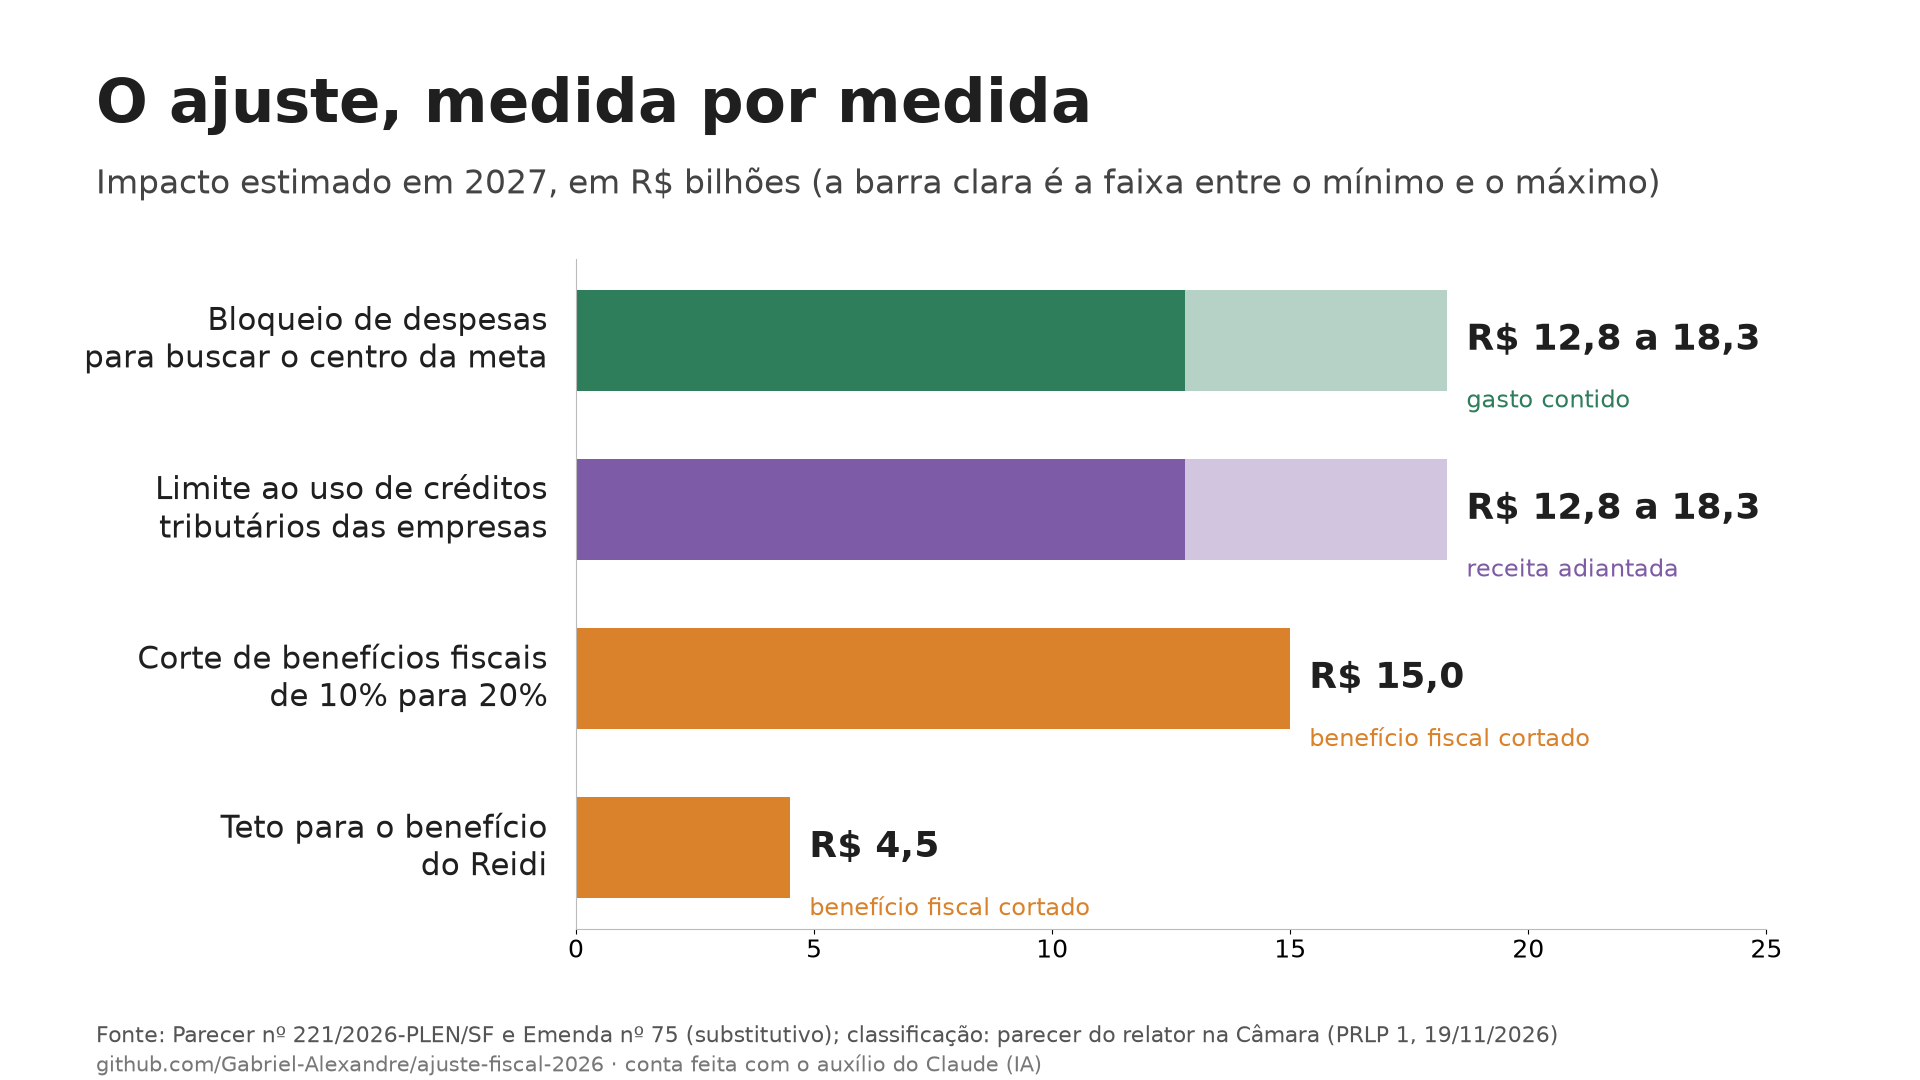 O ajuste, medida por medida
Impacto estimado em 2027, em R$ bilhões (a barra clara é a faixa entre o mínimo e o máximo)
Bloqueio de despesas
para buscar o centro da meta
R$ 12,8 a 18,3
gasto contido
Limite ao uso de créditos
tributários das empresas
R$ 12,8 a 18,3
receita adiantada
Corte de benefícios fiscais
de 10% para 20%
R$ 15,0
benefício fiscal cortado
Teto para o benefício
do Reidi
R$ 4,5
benefício fiscal cortado
0 5 10 15 20 25
Fonte: Parecer nº 221/2026-PLEN/SF e Emenda nº 75 (substitutivo); classificação: parecer do relator na Câmara (PRLP 1, 19/11/2026)
github.com/Gabriel-Alexandre/ajuste-fiscal-2026 · conta feita com o auxílio do Claude (IA)